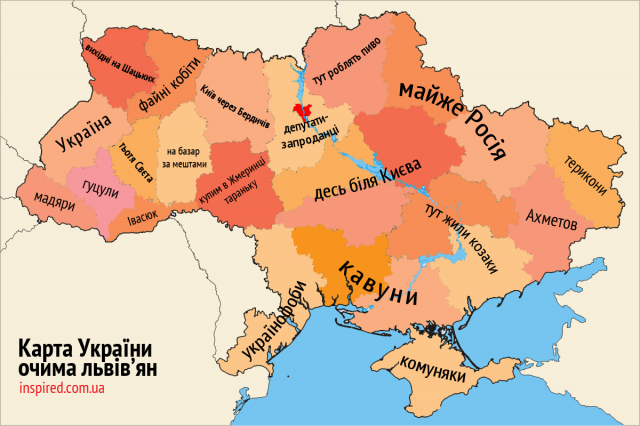 вихідні на Шацьких
файні кобіти
Київ через Бердичів
тут роблять пиво
депутати-
запроданці
майже Росія
Україна
тьотя Света
на базар
за мештами
купим в Жмеринці
тараньку
десь біля Києва
терикони
мадяри
гуцули
Івасюк
тут жили козаки
Ахметов
кавуни
українофоби
комуняки
Карта України
очима львів'ян
inspired.com.ua